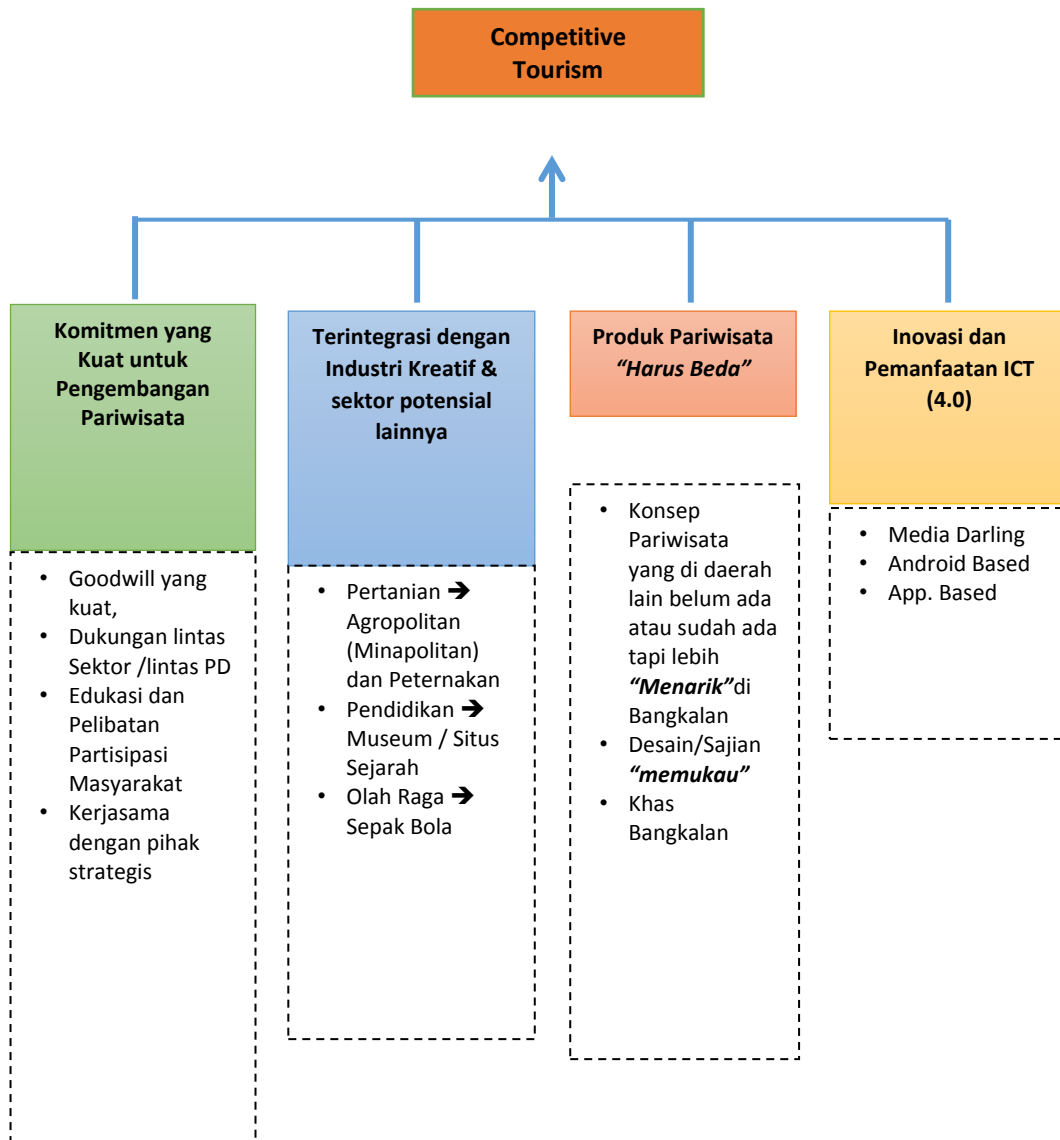 Competitive
Tourism
Komitmen yang
Kuat untuk
Pengembangan
Pariwisata
Terintegrasi dengan
Industri Kreatif &
sektor potensial
lainnya
Produk Pariwisata
“Harus Beda”
Inovasi dan
Pemanfaatan ICT
(4.0)
• Goodwill yang
kuat,
• Dukungan lintas
Sektor /lintas PD
• Edukasi dan
Pelibatan
Partisipasi
Masyarakat
• Kerjasama
dengan pihak
strategis
• Pertanian ➔
Agropolitan
(Minapolitan)
dan Peternakan
• Pendidikan ➔
Museum / Situs
Sejarah
• Olah Raga ➔
Sepak Bola
• Konsep
Pariwisata
yang di daerah
lain belum ada
atau sudah ada
tapi lebih
“Menarik”di
Bangkalan
• Desain/Sajian
“memukau”
• Khas
Bangkalan
• Media Darling
• Android Based
• App. Based